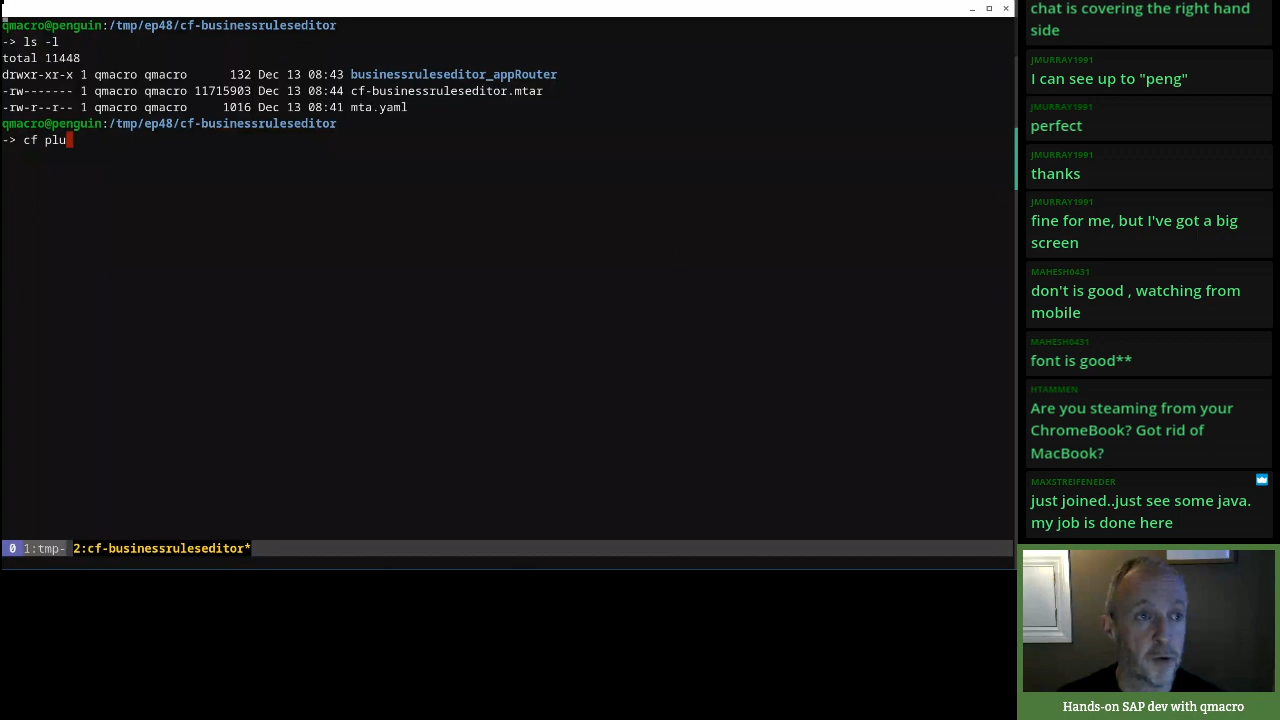 qmacro@penguin:/tmp/ep48/cf-businessruleseditor
-> ls -l
total 11448
drwxr-xr-x 1 qmacro qmacro 132 Dec 13 08:43 businessruleseditor_appRouter
-rw------- 1 qmacro qmacro 11715903 Dec 13 08:44 cf-businessruleseditor.mtar
-rw-r--r-- 1 qmacro qmacro 1016 Dec 13 08:41 mta.yaml
qmacro@penguin:/tmp/ep48/cf-businessruleseditor
-> cf plu
0 1:tmp- 2:cf-businessruleseditor*
chat is covering the right hand
side
JMURRAY1991
I can see up to "peng"
JMURRAY1991
perfect
JMURRAY1991
thanks
JMURRAY1991
fine for me, but I've got a big
screen
MAHESH0431
don't is good , watching from
mobile
MAHESH0431
font is good**
HTAMMEN
Are you steaming from your
ChromeBook? Got rid of
MacBook?
MAXSTREIFENEDER
just joined..just see some java.
my job is done here
Hands-on SAP dev with qmacro